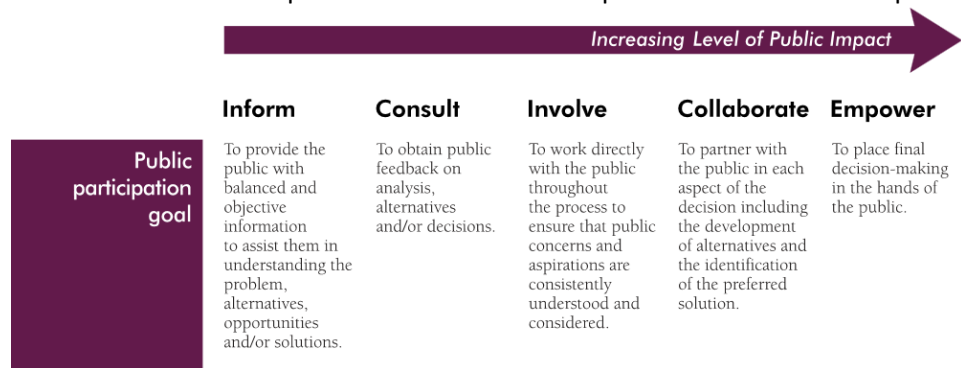 Increasing Level of Public Impact
Inform
Consult
Involve
Collaborate
Empower
Public
participation
goal
To provide the
public with
balanced and
objective
information
to assist them in
understanding the
problem,
alternatives,
opportunities
and/or solutions.
To obtain public
feedback on
analysis,
alternatives
and/or decisions.
To work directly
with the public
throughout
the process to
ensure that public
concerns and
aspirations are
consistently
understood and
considered.
To partner with
the public in each
aspect of the
decision including
the development
of alternatives and
the identification
of the preferred
solution.
To place final
decision-making
in the hands of
the public.